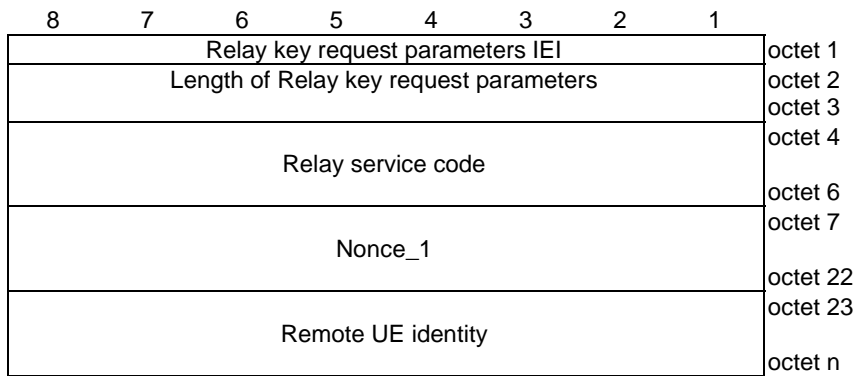 8 7 6 5 4 3 2 1
Relay key request parameters IEI octet 1
Length of Relay key request parameters octet 2
octet 3
octet 4
Relay service code
octet 6
octet 7
Nonce_1
octet 22
octet 23
Remote UE identity
octet n